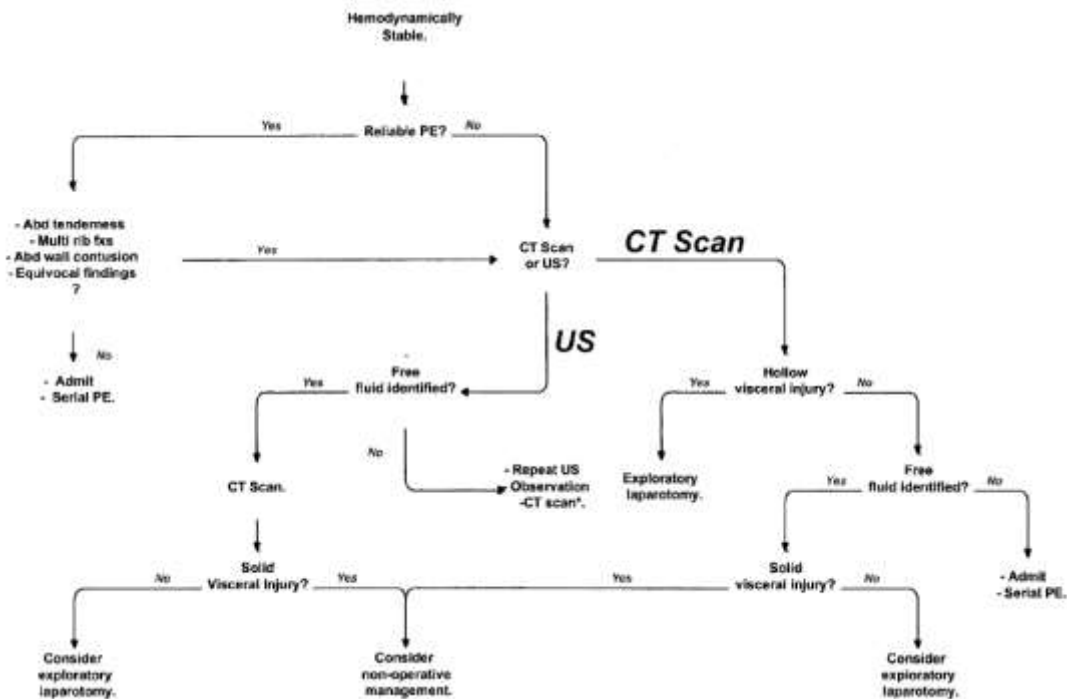 Hemodynamically
Stable.
Yes
Reliable PE?
No
- Abd tenderness
- Multi rib fxs
- Abd wall contusion
- Equivocal findings
?
Yes
CT Scan
or US?
CT Scan
US
No
- Admit
- Serial PE.
Yes
Free
fluid identified?
No
CT Scan.
- Repeat US
- Observation
-CT scan*.
Yes
Hollow
visceral injury?
No
Exploratory
laparotomy.
Yes
Free
fluid identified?
No
No
Solid
Visceral Injury?
Yes
Yes
Solid
visceral injury?
No
- Admit
- Serial PE.
Consider
exploratory
laparotomy.
Consider
non-operative
management.
Consider
exploratory
laparotomy.